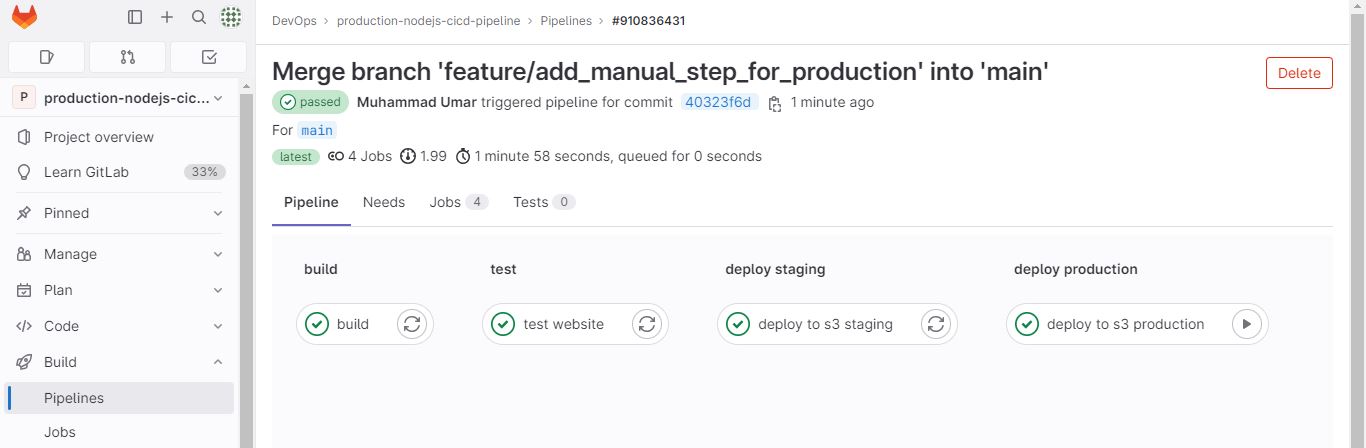 DevOps › production-nodejs-cicd-pipeline › Pipelines › #910836431
Merge branch 'feature/add_manual_step_for_production' into 'main'
Delete
passed Muhammad Umar triggered pipeline for commit 40323f6d 1 minute ago
For main
latest 4 Jobs 1.99 1 minute 58 seconds, queued for 0 seconds
Pipeline Needs Jobs 4 Tests 0
build test deploy staging deploy production
build test website deploy to s3 staging deploy to s3 production
P production-nodejs-cic...
Project overview
Learn GitLab 33%
Pinned
Manage
Plan
Code
Build
Pipelines
Jobs